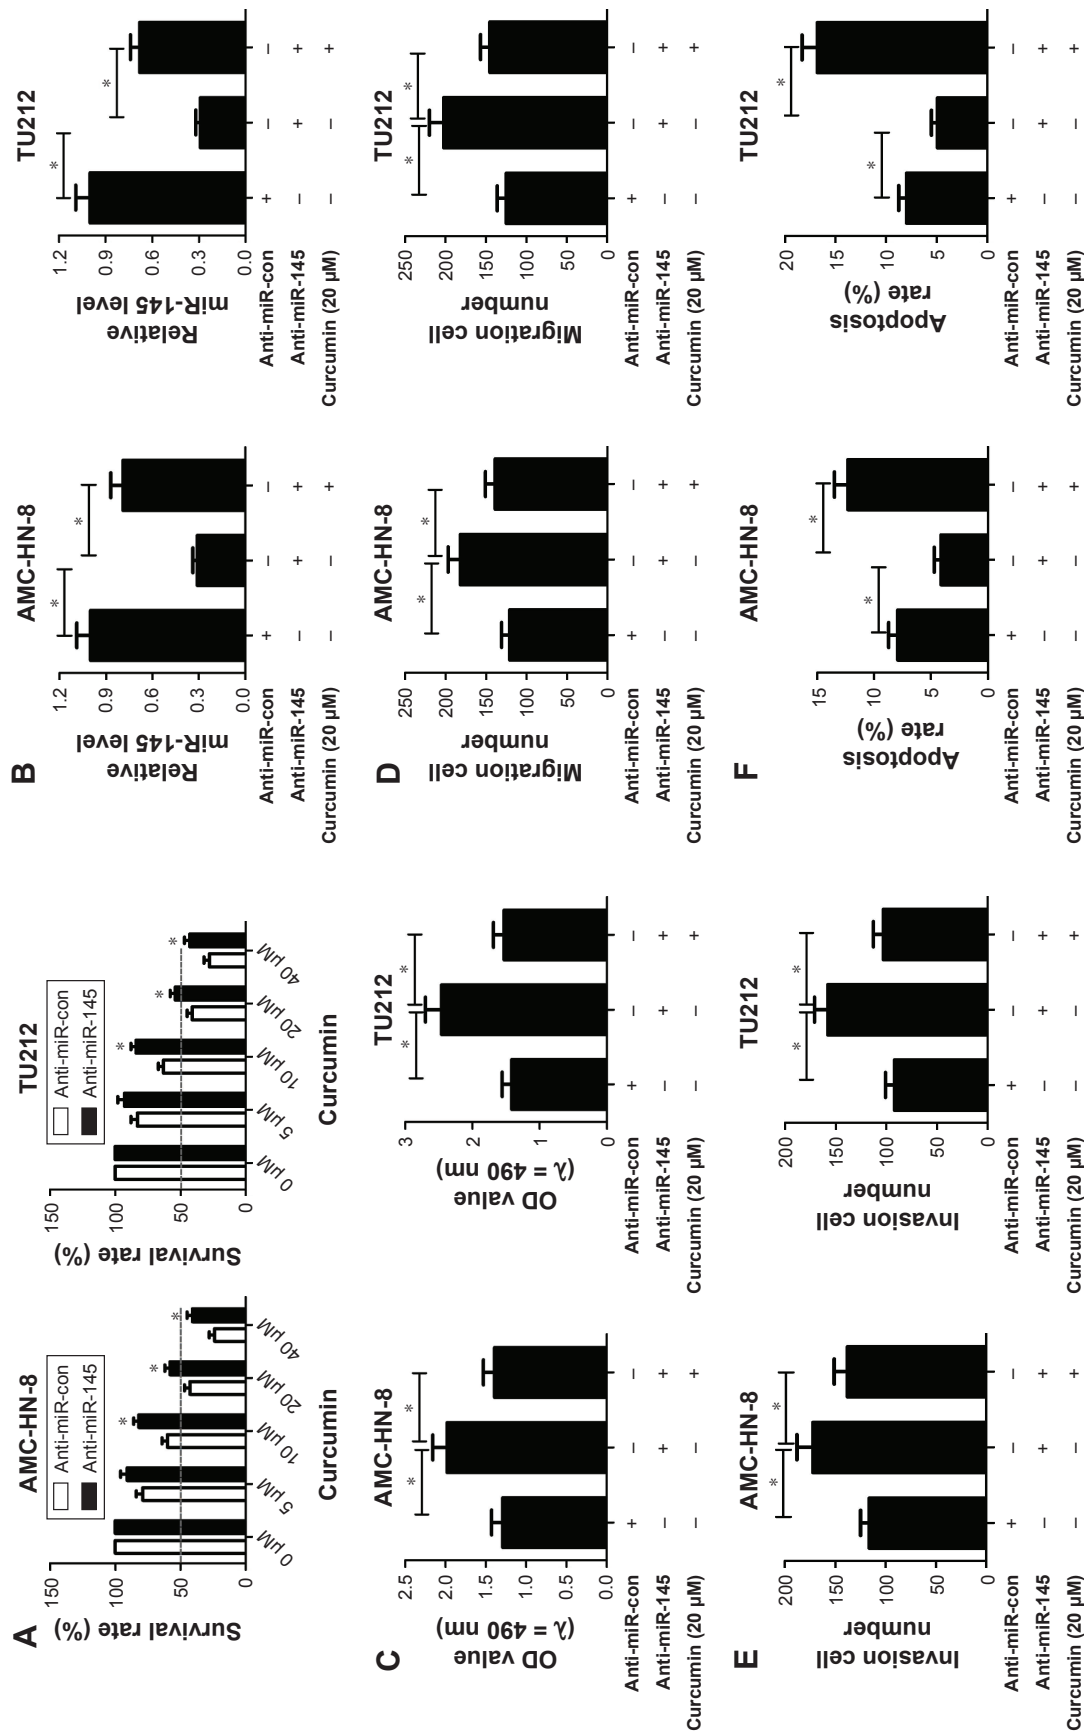 A
AMC-HN-8
Anti-miR-con
Anti-miR-145
Survival rate (%)
150
100
50
0
0 μM
5 μM
10 μM
20 μM
40 μM
*
*
*
Curcumin
TU212
Anti-miR-con
Anti-miR-145
Survival rate (%)
150
100
50
0
0 μM
5 μM
10 μM
20 μM
40 μM
*
*
*
Curcumin
B
AMC-HN-8
Relative
miR-145 level
1.2
0.9
0.6
0.3
0.0
*
*
Anti-miR-con + – –
Anti-miR-145 – + +
Curcumin (20 μM) – – +
TU212
Relative
miR-145 level
1.2
0.9
0.6
0.3
0.0
*
*
Anti-miR-con + – –
Anti-miR-145 – + +
Curcumin (20 μM) – – +
C
AMC-HN-8
OD value
(λ = 490 nm)
2.5
2.0
1.5
1.0
0.5
0.0
*
*
Anti-miR-con + – –
Anti-miR-145 – + +
Curcumin (20 μM) – – +
TU212
OD value
(λ = 490 nm)
3
2
1
0
*
*
Anti-miR-con + – –
Anti-miR-145 – + +
Curcumin (20 μM) – – +
D
AMC-HN-8
Migration cell
number
250
200
150
100
50
0
*
*
Anti-miR-con + – –
Anti-miR-145 – + +
Curcumin (20 μM) – – +
TU212
Migration cell
number
250
200
150
100
50
0
*
*
Anti-miR-con + – –
Anti-miR-145 – + +
Curcumin (20 μM) – – +
E
AMC-HN-8
Invasion cell
number
200
150
100
50
0
*
*
Anti-miR-con + – –
Anti-miR-145 – + +
Curcumin (20 μM) – – +
TU212
Invasion cell
number
200
150
100
50
0
*
*
Anti-miR-con + – –
Anti-miR-145 – + +
Curcumin (20 μM) – – +
F
AMC-HN-8
Apoptosis
rate (%)
15
10
5
0
*
*
Anti-miR-con + – –
Anti-miR-145 – + +
Curcumin (20 μM) – – +
TU212
Apoptosis
rate (%)
20
15
10
5
0
*
*
Anti-miR-con + – –
Anti-miR-145 – + +
Curcumin (20 μM) – – +